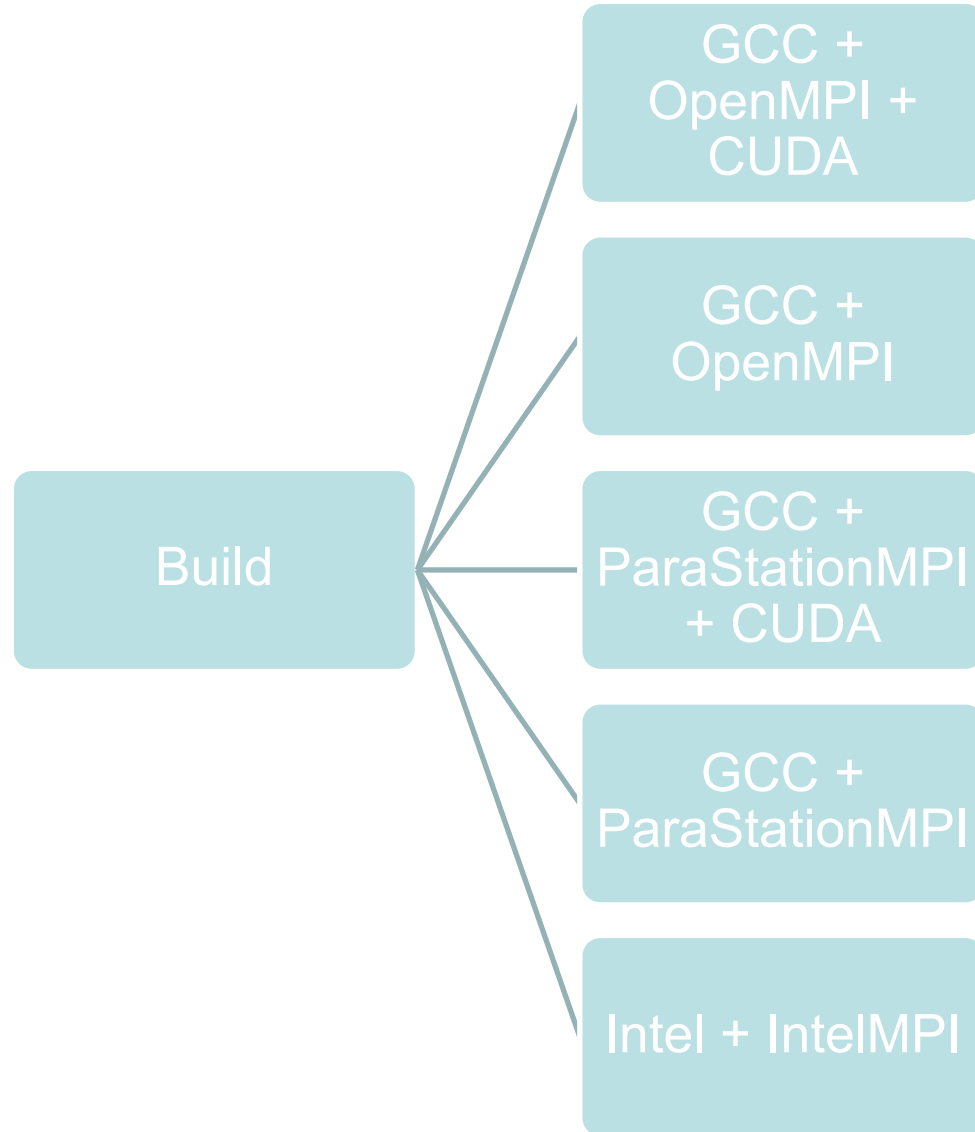 GCC +
OpenMPI +
CUDA
GCC +
OpenMPI
Build
GCC +
ParaStationMPI
+ CUDA
GCC +
ParaStationMPI
Intel + IntelMPI